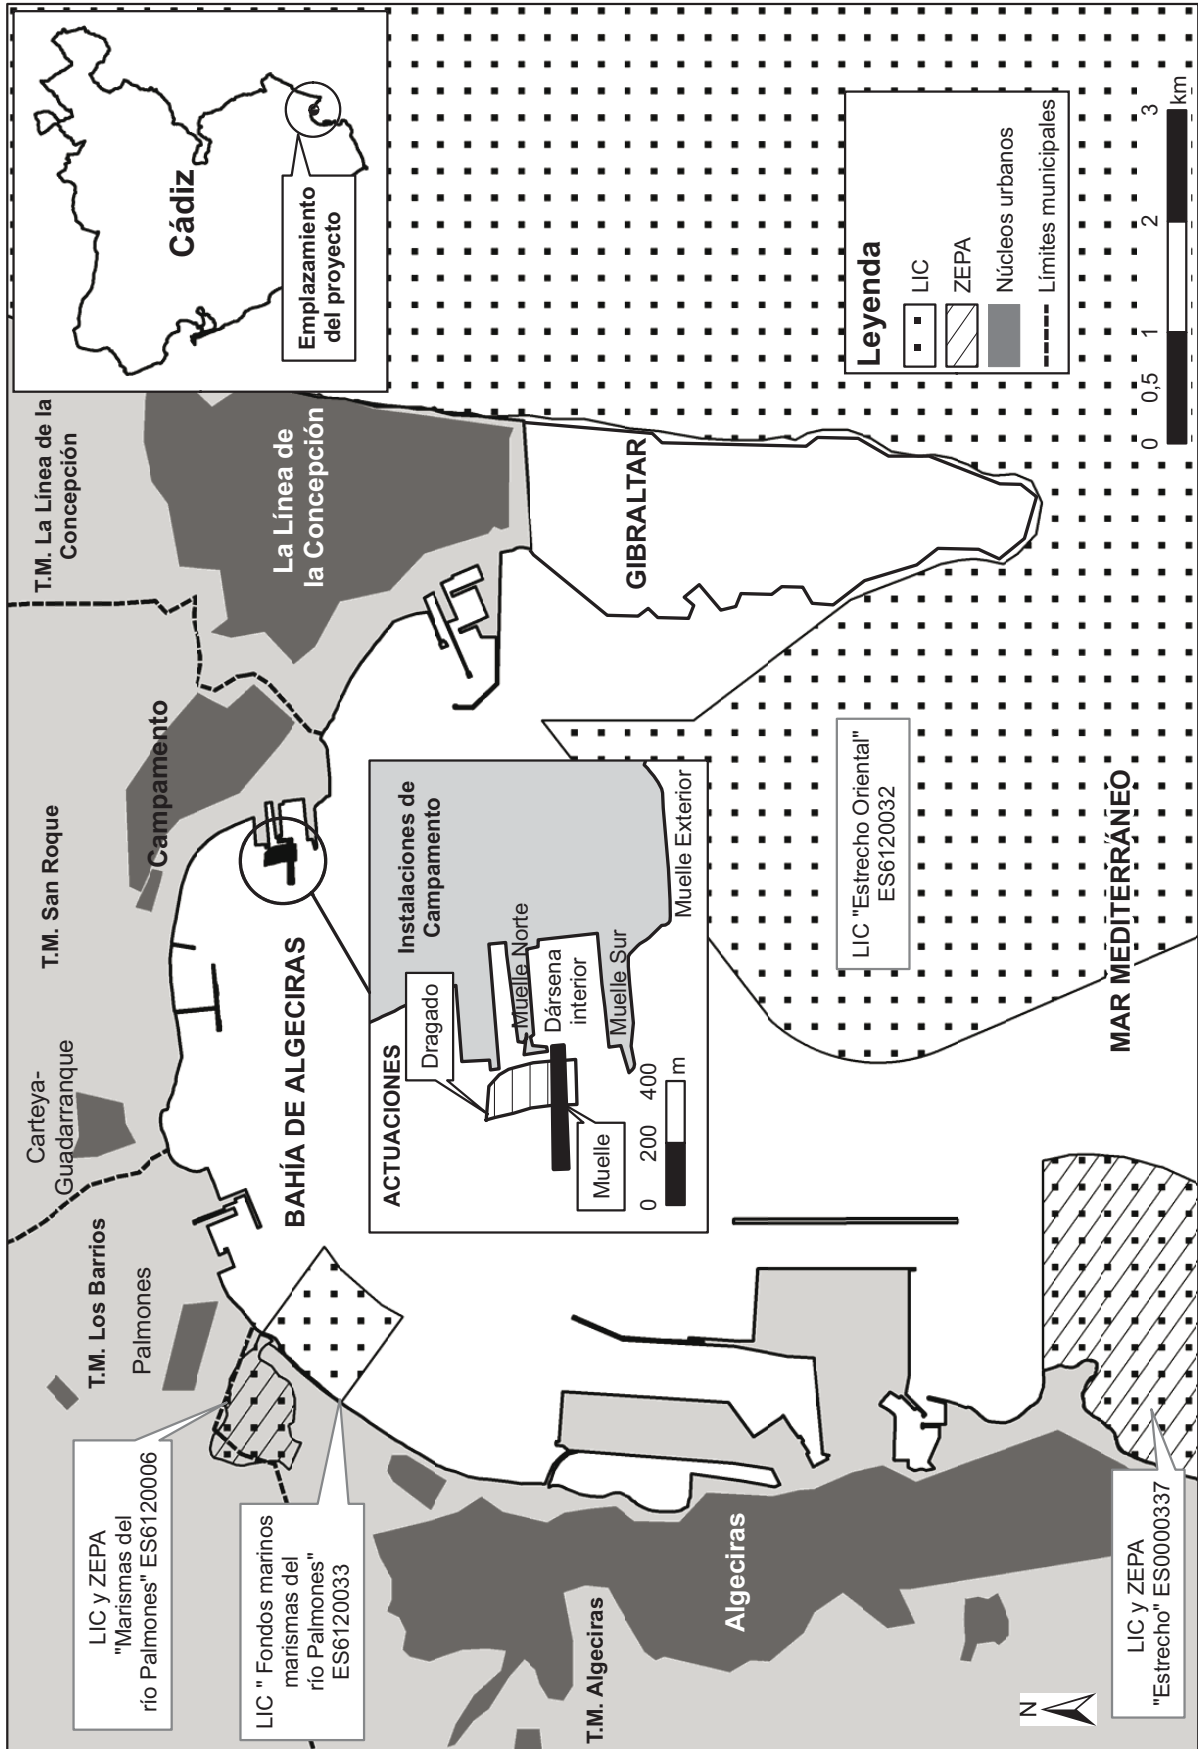 LIC y ZEPA
"Marismas del
río Palmones" ES6120006
LIC " Fondos marinos
marismas del
río Palmones"
ES6120033
T.M. Los Barrios
Palmones
Carteya-
Guadarranque
T.M. San Roque
Campamento
T.M. La Línea de la
Concepción
La Línea de
la Concepción
Cádiz
Emplazamiento
del proyecto
BAHÍA DE ALGECIRAS
ACTUACIONES
Dragado
Instalaciones de
Campamento
Muelle Norte
Dársena
interior
Muelle Sur
Muelle Exterior
Muelle
0
200
400
m
GIBRALTAR
T.M. Algeciras
Algeciras
LIC "Estrecho Oriental"
ES6120032
MAR MEDITERRÁNEO
Leyenda
LIC
ZEPA
Núcleos urbanos
Límites municipales
0
0,5
1
2
3
km
N
LIC y ZEPA
"Estrecho" ES0000337